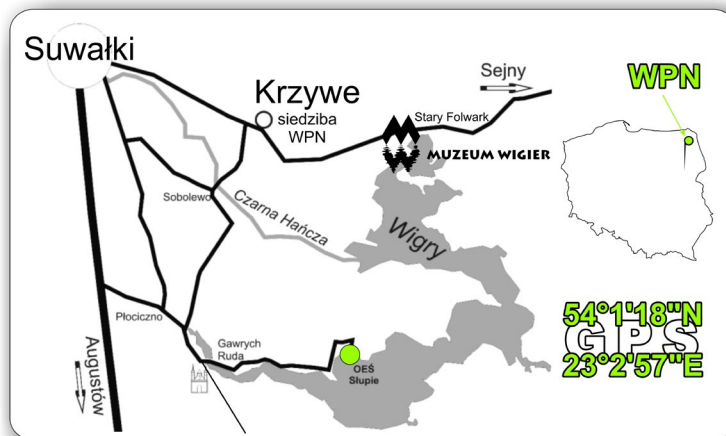 Suwałki
Krzywe
siedziba
WPN
Sejny
Stary Folwark
MUZEUM WIGIER
WPN
Sobolewo
Czarna Hańcza
Wigry
Płociczno
Gawrych
Ruda
OEŚ
Słupie
Augustów
54°1'18"N
GPS
23°2'57"E